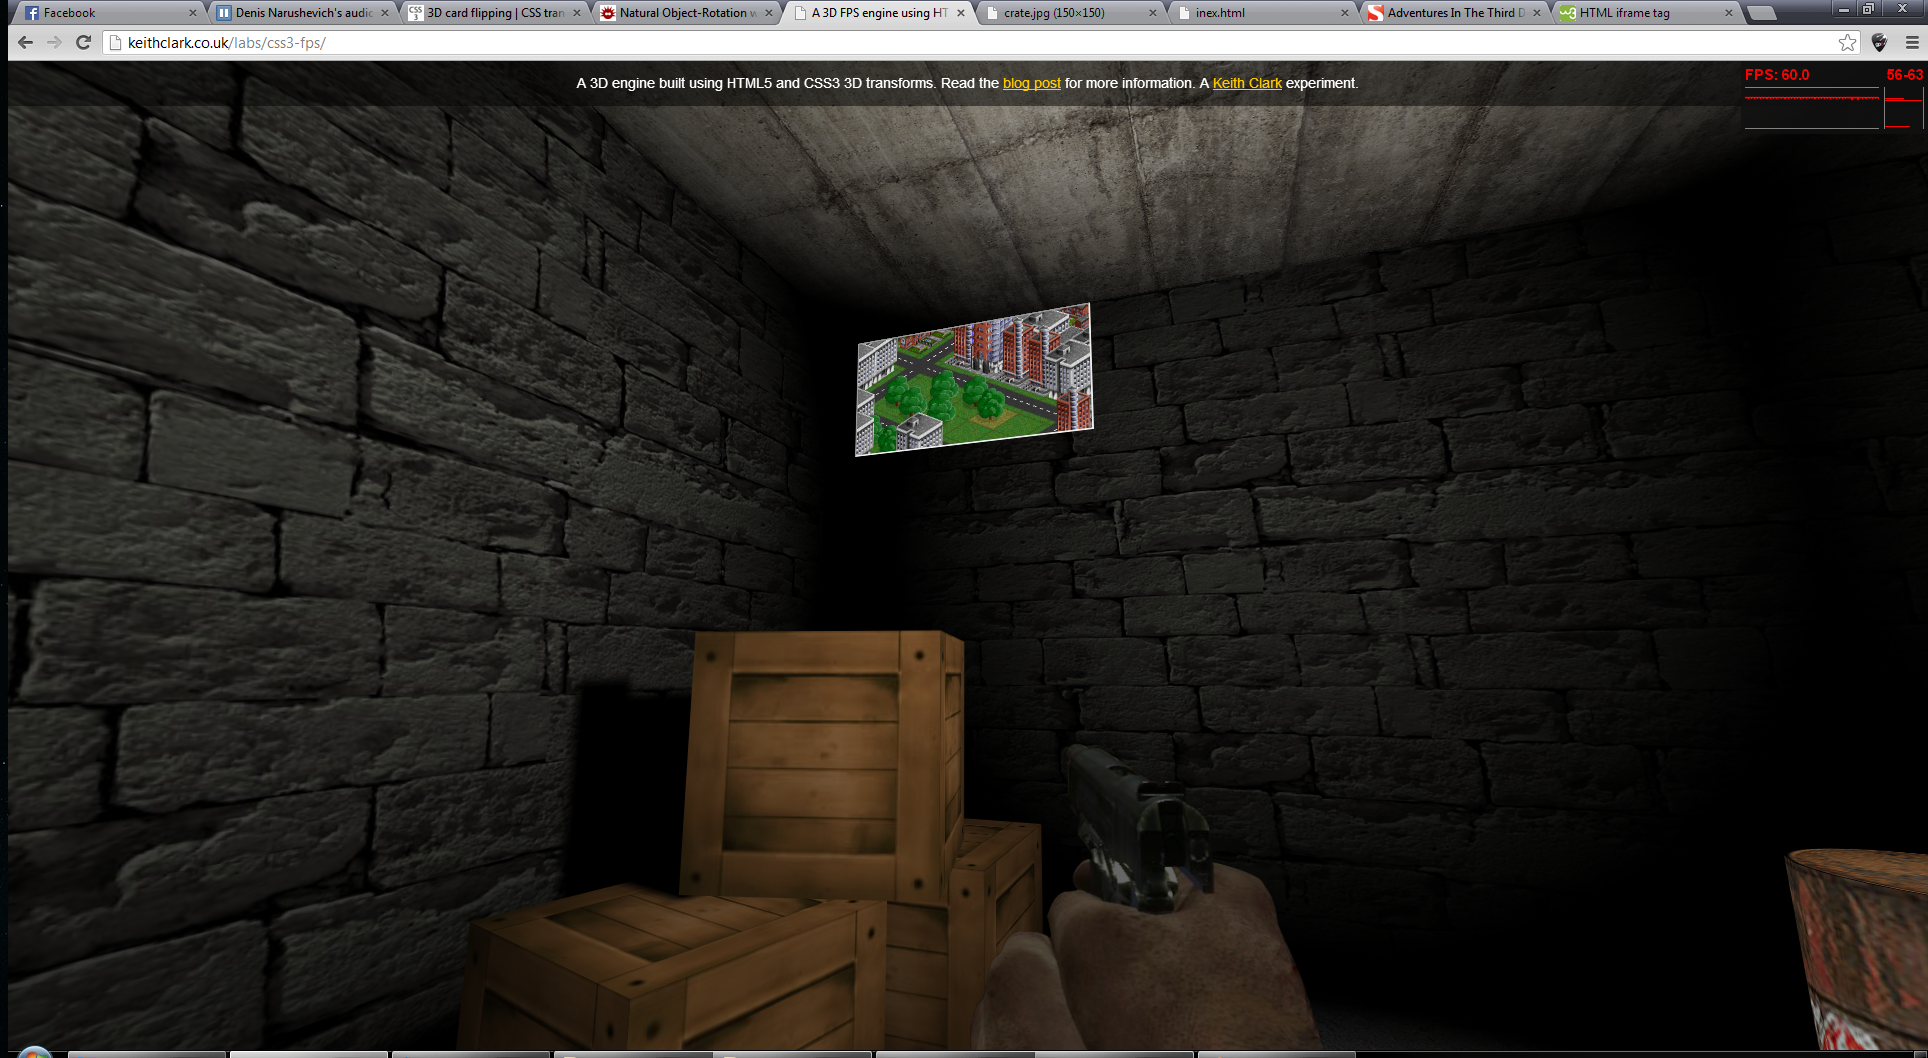 Facebook
Denis Narushevich's audio
CSS 3
3D card flipping | CSS tran
Natural Object-Rotation w
A 3D FPS engine using HT
crate.jpg (150×150)
inex.html
Adventures In The Third D
w3
HTML iframe tag
keithclark.co.uk/labs/css3-fps/
A 3D engine built using HTML5 and CSS3 3D transforms. Read the blog post for more information. A Keith Clark experiment.
FPS: 60.0
56-63